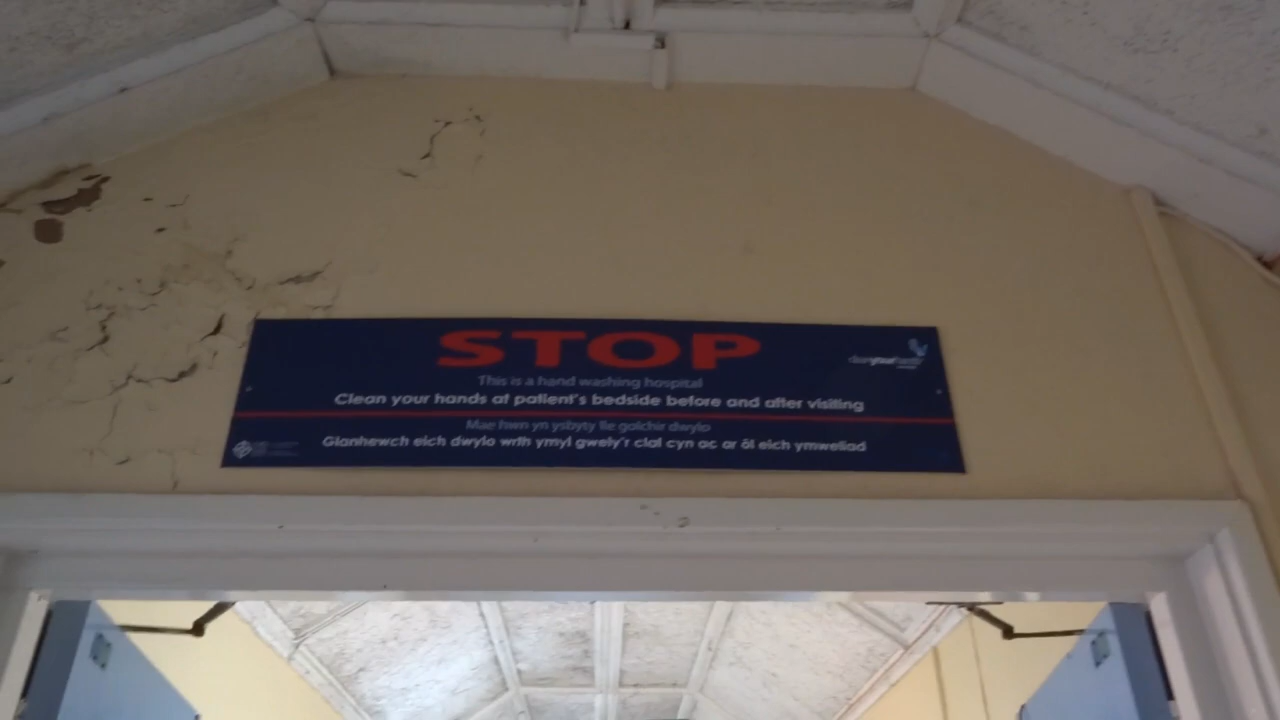 STOP
cleanyourhands
This is a hand washing hospital
Clean your hands at patient's bedside before and after visiting
Mae hwn yn ysbyty lle golchir dwylo
Glanhewch eich dwylo wrth ymyl gwely'r claf cyn ac ar ôl eich ymweliad